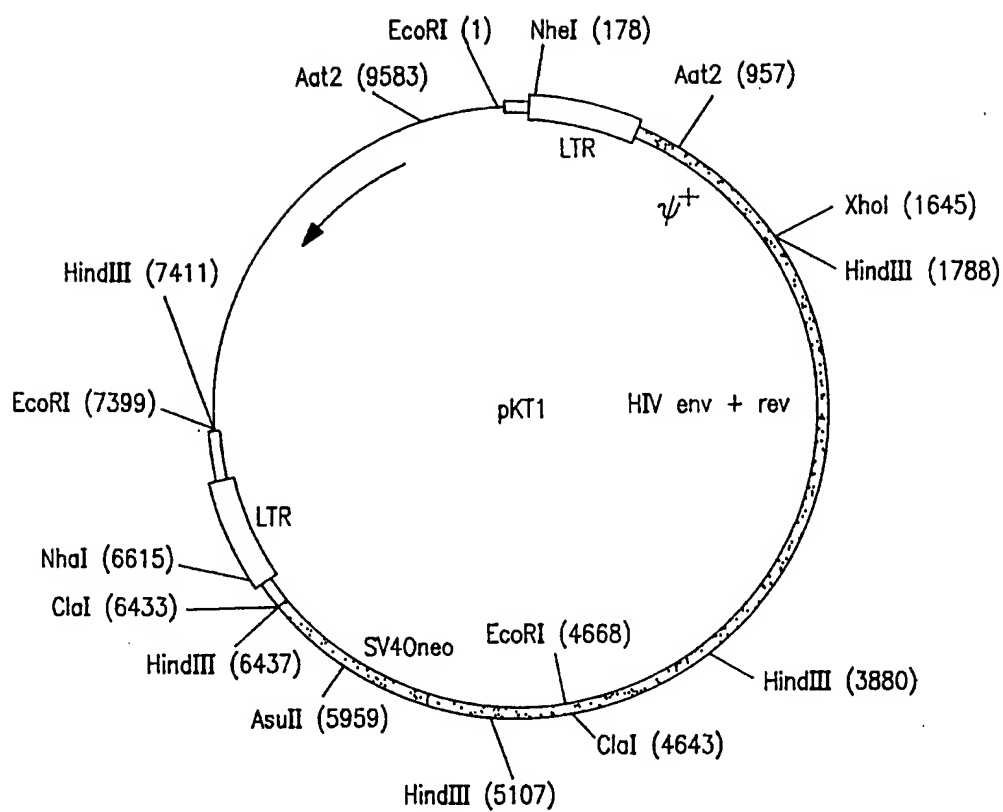 EcoRI (1)
NheI (178)
Aat2 (9583)
Aat2 (957)
LTR
ψ+
XhoI (1645)
HindIII (1788)
HindIII (7411)
EcoRI (7399)
pKT1
HIV env + rev
LTR
NhaI (6615)
ClaI (6433)
HindIII (6437)
SV40neo
EcoRI (4668)
HindIII (3880)
AsuII (5959)
ClaI (4643)
HindIII (5107)